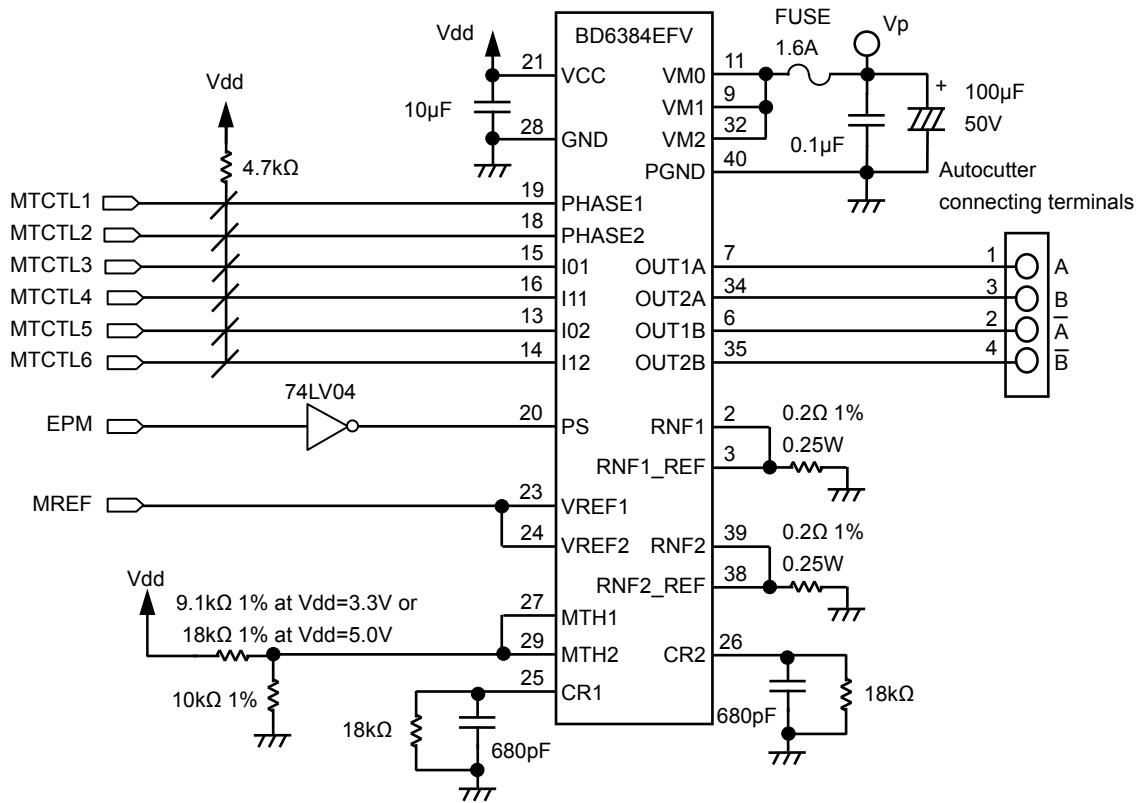 BD6384EFV
Vdd
21
VCC
10µF
28
GND
Vdd
4.7kΩ
MTCTL1
19
PHASE1
MTCTL2
18
PHASE2
MTCTL3
15
I01
MTCTL4
16
I11
MTCTL5
13
I02
MTCTL6
14
I12
74LV04
EPM
20
PS
MREF
23
VREF1
24
VREF2
Vdd
9.1kΩ 1% at Vdd=3.3V or
18kΩ 1% at Vdd=5.0V
10kΩ 1%
27
MTH1
29
MTH2
25
CR1
18kΩ
680pF
FUSE
1.6A
Vp
VM0
11
VM1
9
VM2
32
PGND
40
0.1µF
+
100µF
50V
Autocutter
connecting terminals
OUT1A
7
1
A
OUT2A
34
3
B
OUT1B
6
2
A̅
OUT2B
35
4
B̅
RNF1
2
0.2Ω 1%
0.25W
RNF1_REF
3
RNF2
39
0.2Ω 1%
0.25W
RNF2_REF
38
CR2
26
680pF
18kΩ